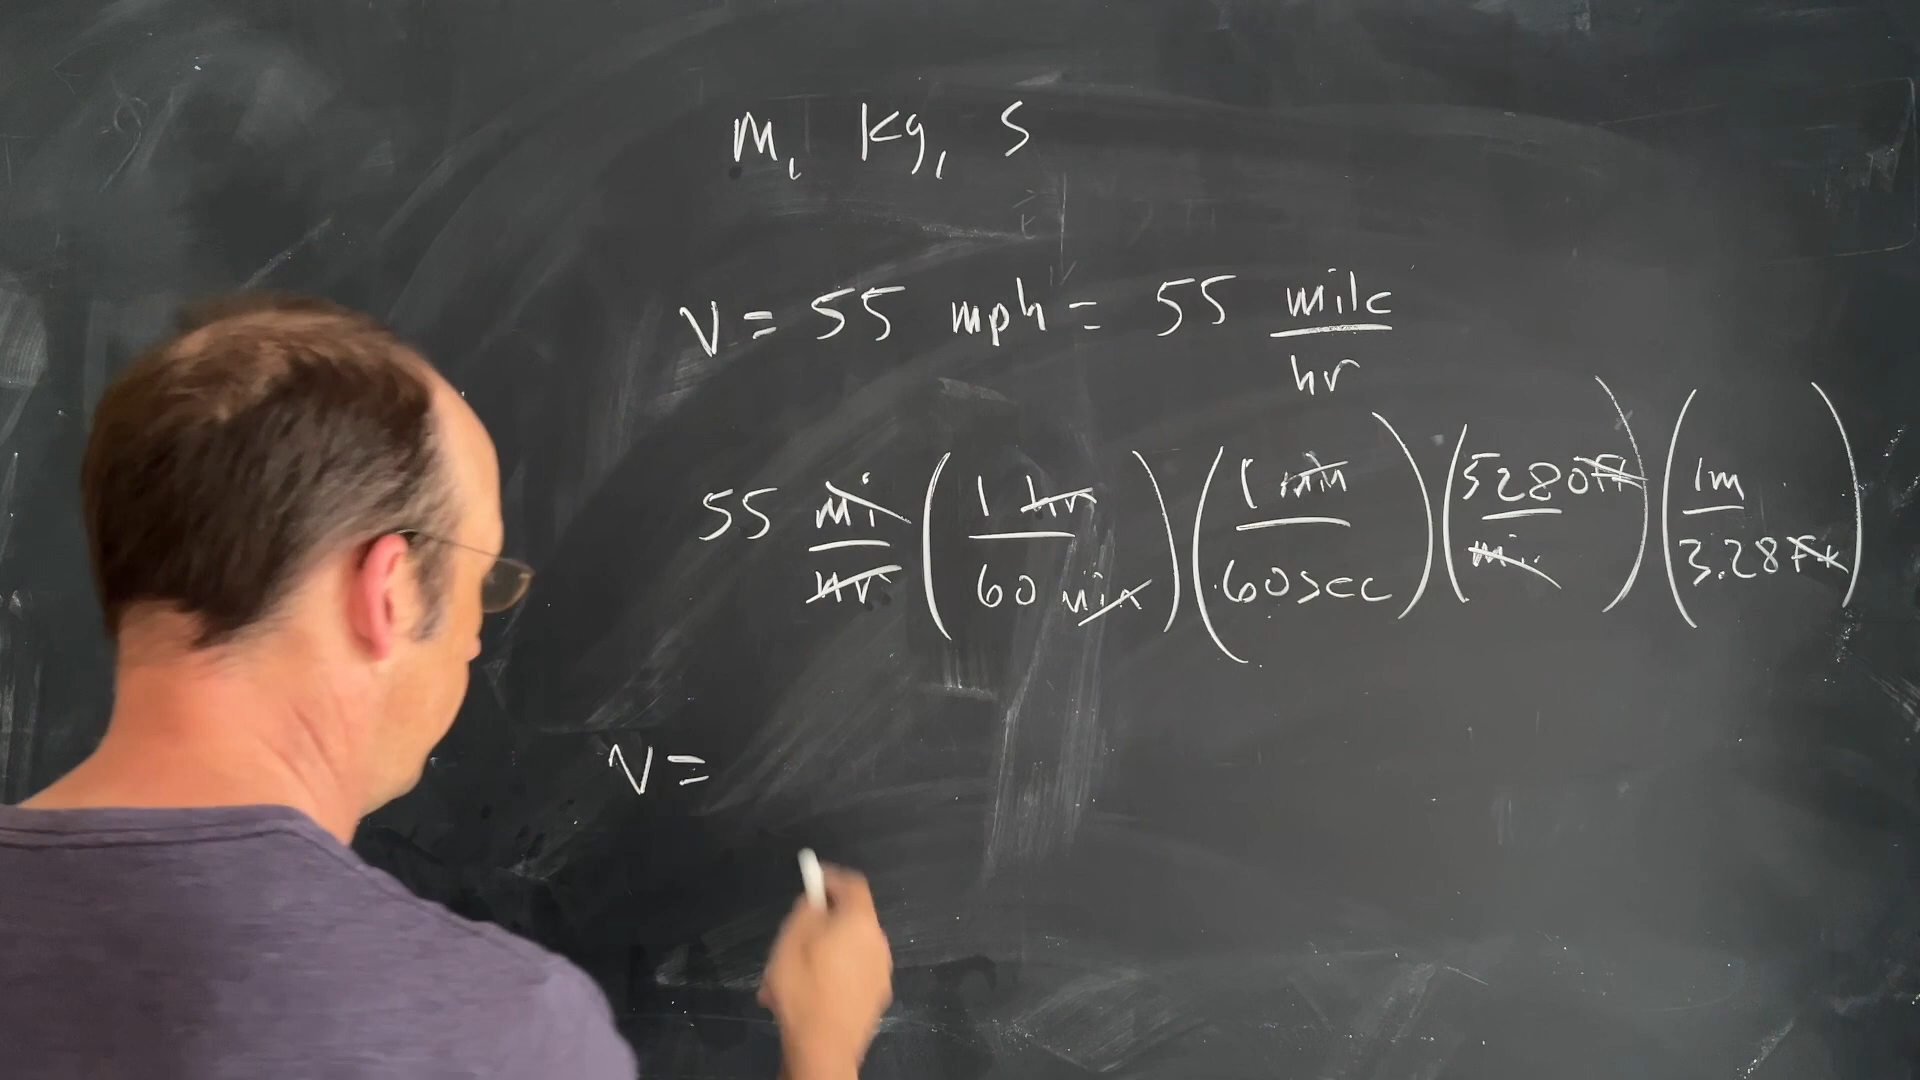 m, kg, s
v = 55 mph = 55 mile/hr
55 mi/hr (1 hr/60 min) (1 min/60 sec) (5280 ft/mi) (1m/3.28 ft)
v =